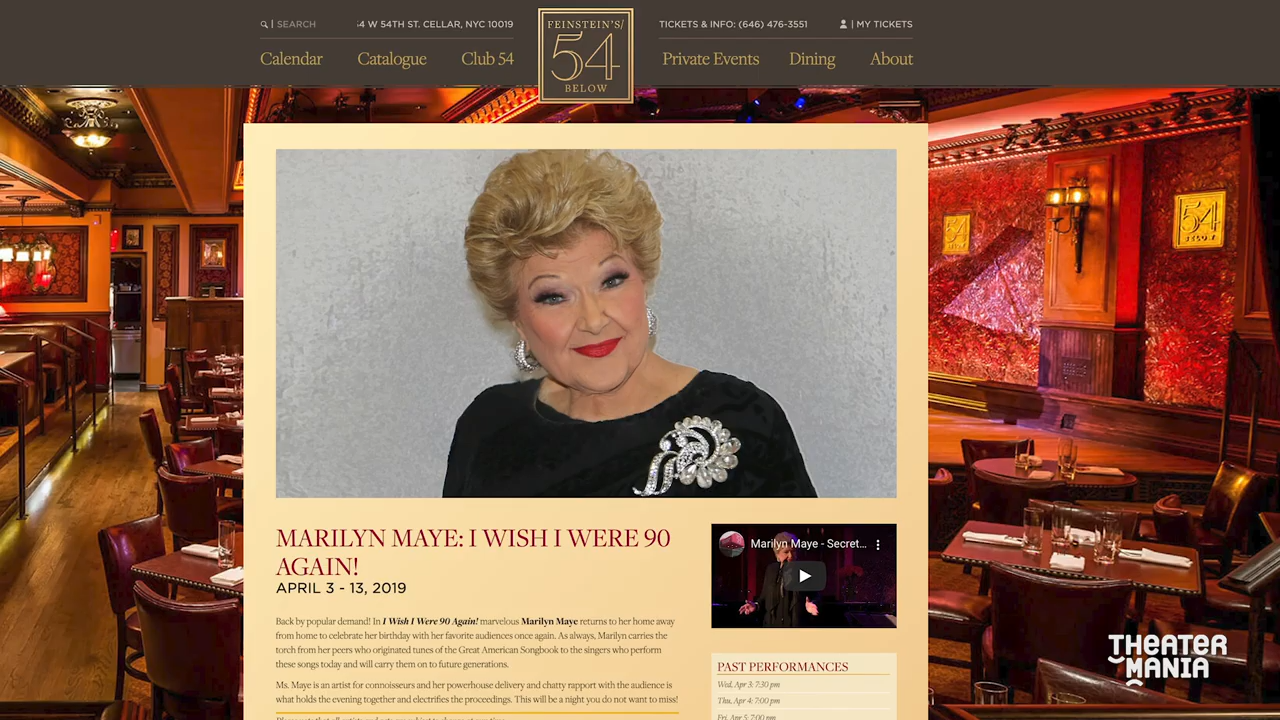 SEARCH
54 W 54TH ST. CELLAR, NYC 10019
TICKETS & INFO: (646) 476-3551
MY TICKETS
Calendar
Catalogue
Club 54
FEINSTEIN'S/
54
BELOW
Private Events
Dining
About
54
BELOW
54
BELOW
MARILYN MAYE: I WISH I WERE 90
AGAIN!
APRIL 3 - 13, 2019
Back by popular demand! In I Wish I Were 90 Again! marvelous Marilyn Maye returns to her home away
from home to celebrate her birthday with her favorite audiences once again. As always, Marilyn carries the
torch from her peers who originated tunes of the Great American Songbook to the singers who perform
these songs today and will carry them on to future generations.
Ms. Maye is an artist for connoisseurs and her powerhouse delivery and chatty rapport with the audience is
what holds the evening together and electrifies the proceedings. This will be a night you do not want to miss!
Marilyn Maye - Secret...
PAST PERFORMANCES
Wed, Apr 3: 7:30 pm
Thu, Apr 4: 7:00 pm
Fri, Apr 5: 7:00 pm
THEATER
MANIA